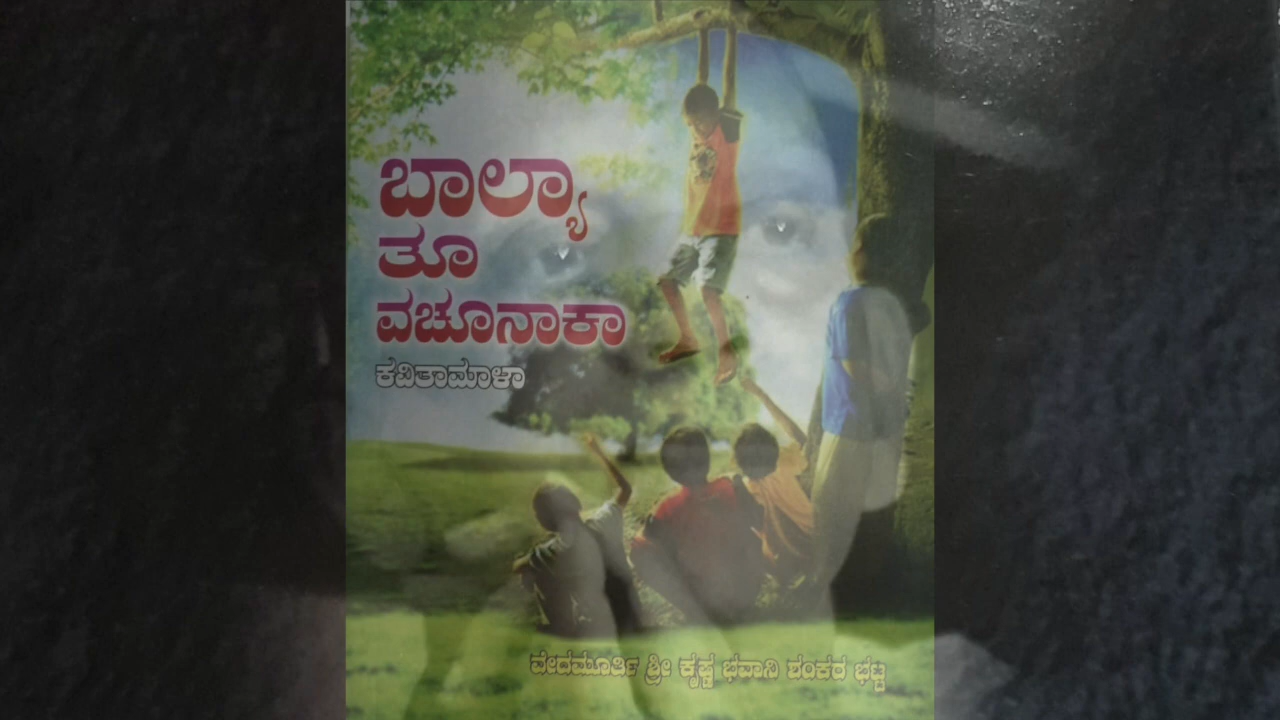 ಬಾಲ್ಯಾ
ತೂ
ವಚೂನಾಕಾ
ಕವಿತಾಮಾಳಾ
ವೇದಮೂರ್ತಿ ಶ್ರೀ ಕೃಷ್ಣ ಭವಾನಿ ಶಂಕರ ಭಟ್ಟ